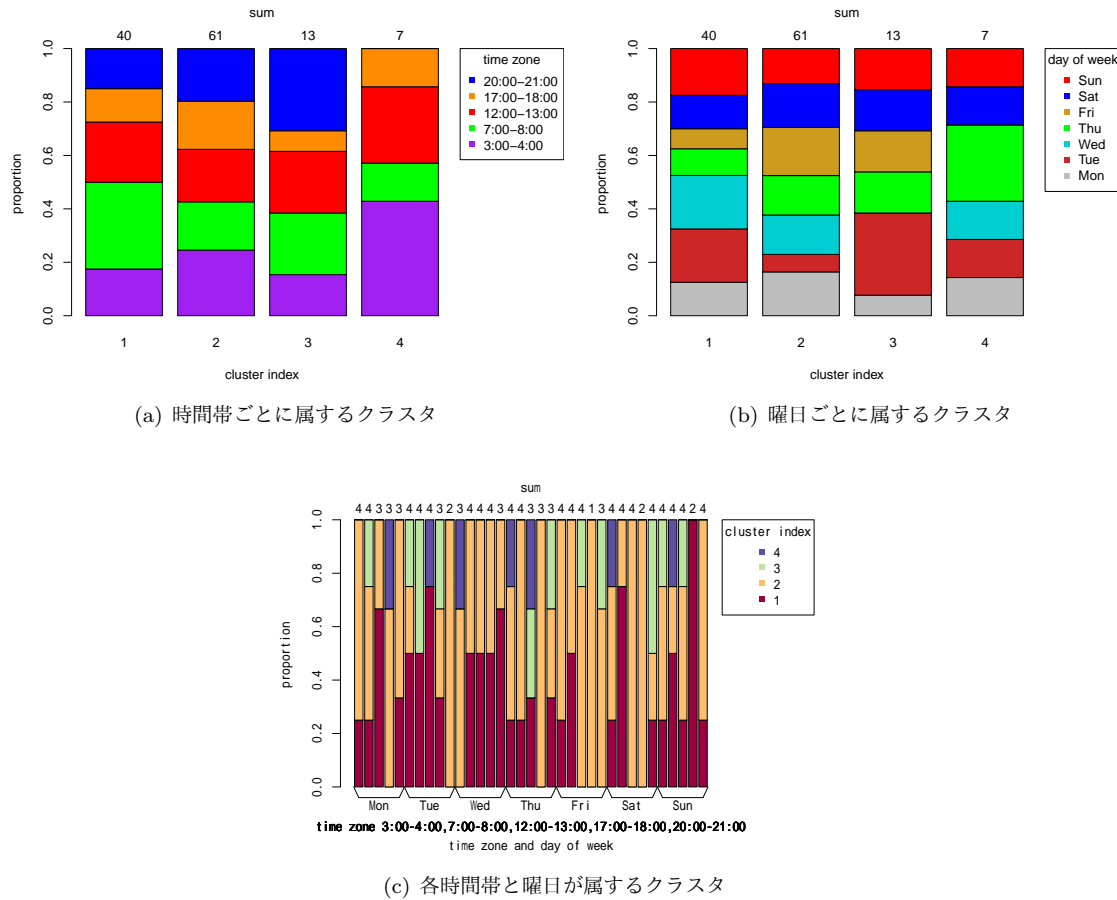 sum
40 61 13 7
1.0
0.8
0.6
0.4
0.2
0.0
proportion
1 2 3 4
cluster index
time zone
20:00−21:00
17:00−18:00
12:00−13:00
7:00−8:00
3:00−4:00
(a) 時間帯ごとに属するクラスタ
sum
40 61 13 7
1.0
0.8
0.6
0.4
0.2
0.0
proportion
1 2 3 4
cluster index
day of week
Sun
Sat
Fri
Thu
Wed
Tue
Mon
(b) 曜日ごとに属するクラスタ
sum
4 4 3 3 3 4 4 4 3 2 3 4 4 4 3 4 4 3 3 3 4 4 4 1 3 4 4 4 2 4 4 4 4 2 4
1.0
0.8
0.6
0.4
0.2
0.0
proportion
Mon Tue Wed Thu Fri Sat Sun
time zone 3:00-4:00,7:00-8:00,12:00-13:00,17:00-18:00,20:00-21:00
time zone and day of week
cluster index
4
3
2
1
(c) 各時間帯と曜日が属するクラスタ